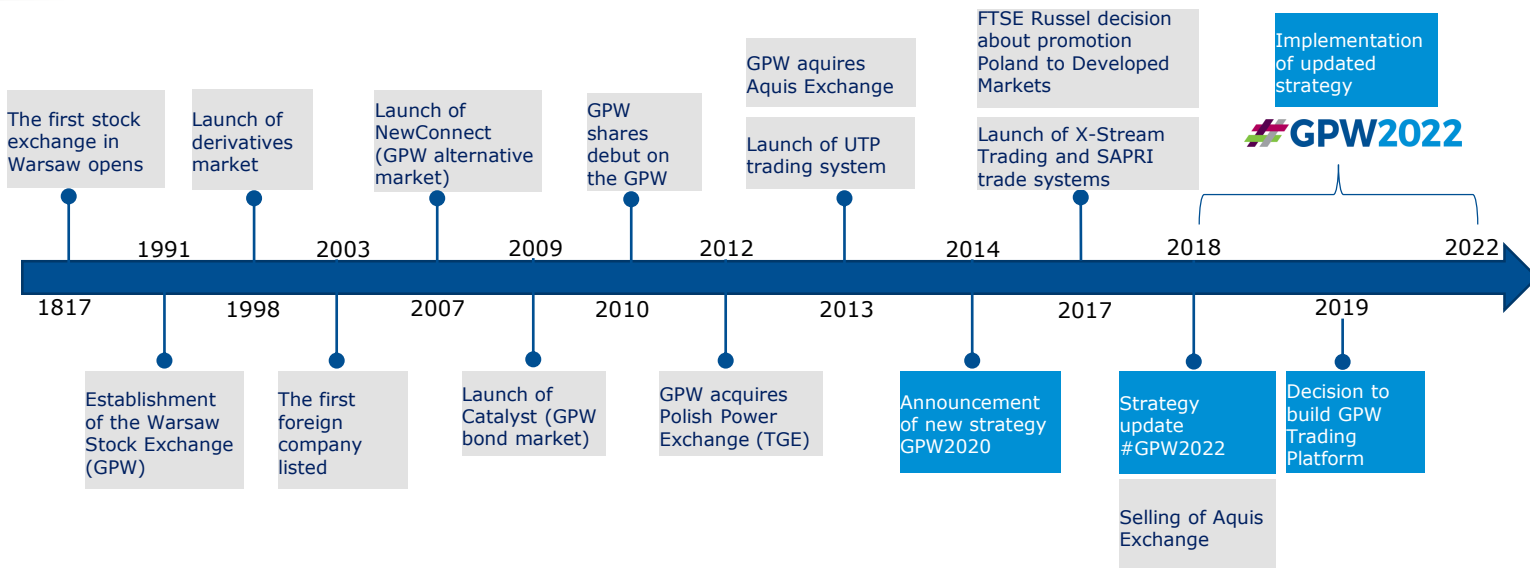 The first stock
exchange in
Warsaw opens
Launch of
derivatives
market
Launch of
NewConnect
(GPW alternative
market)
GPW
shares
debut on
the GPW
GPW aquires
Aquis Exchange
Launch of UTP
trading system
FTSE Russel decision
about promotion
Poland to Developed
Markets
Launch of X-Stream
Trading and SAPRI
trade systems
Implementation
of updated
strategy
#GPW2022
1991
2003
2009
2012
2014
2018
2022
1817
1998
2007
2010
2013
2017
2019
Establishment
of the Warsaw
Stock Exchange
(GPW)
The first
foreign
company
listed
Launch of
Catalyst (GPW
bond market)
GPW acquires
Polish Power
Exchange (TGE)
Announcement
of new strategy
GPW2020
Strategy
update
#GPW2022
Selling of Aquis
Exchange
Decision to
build GPW
Trading
Platform